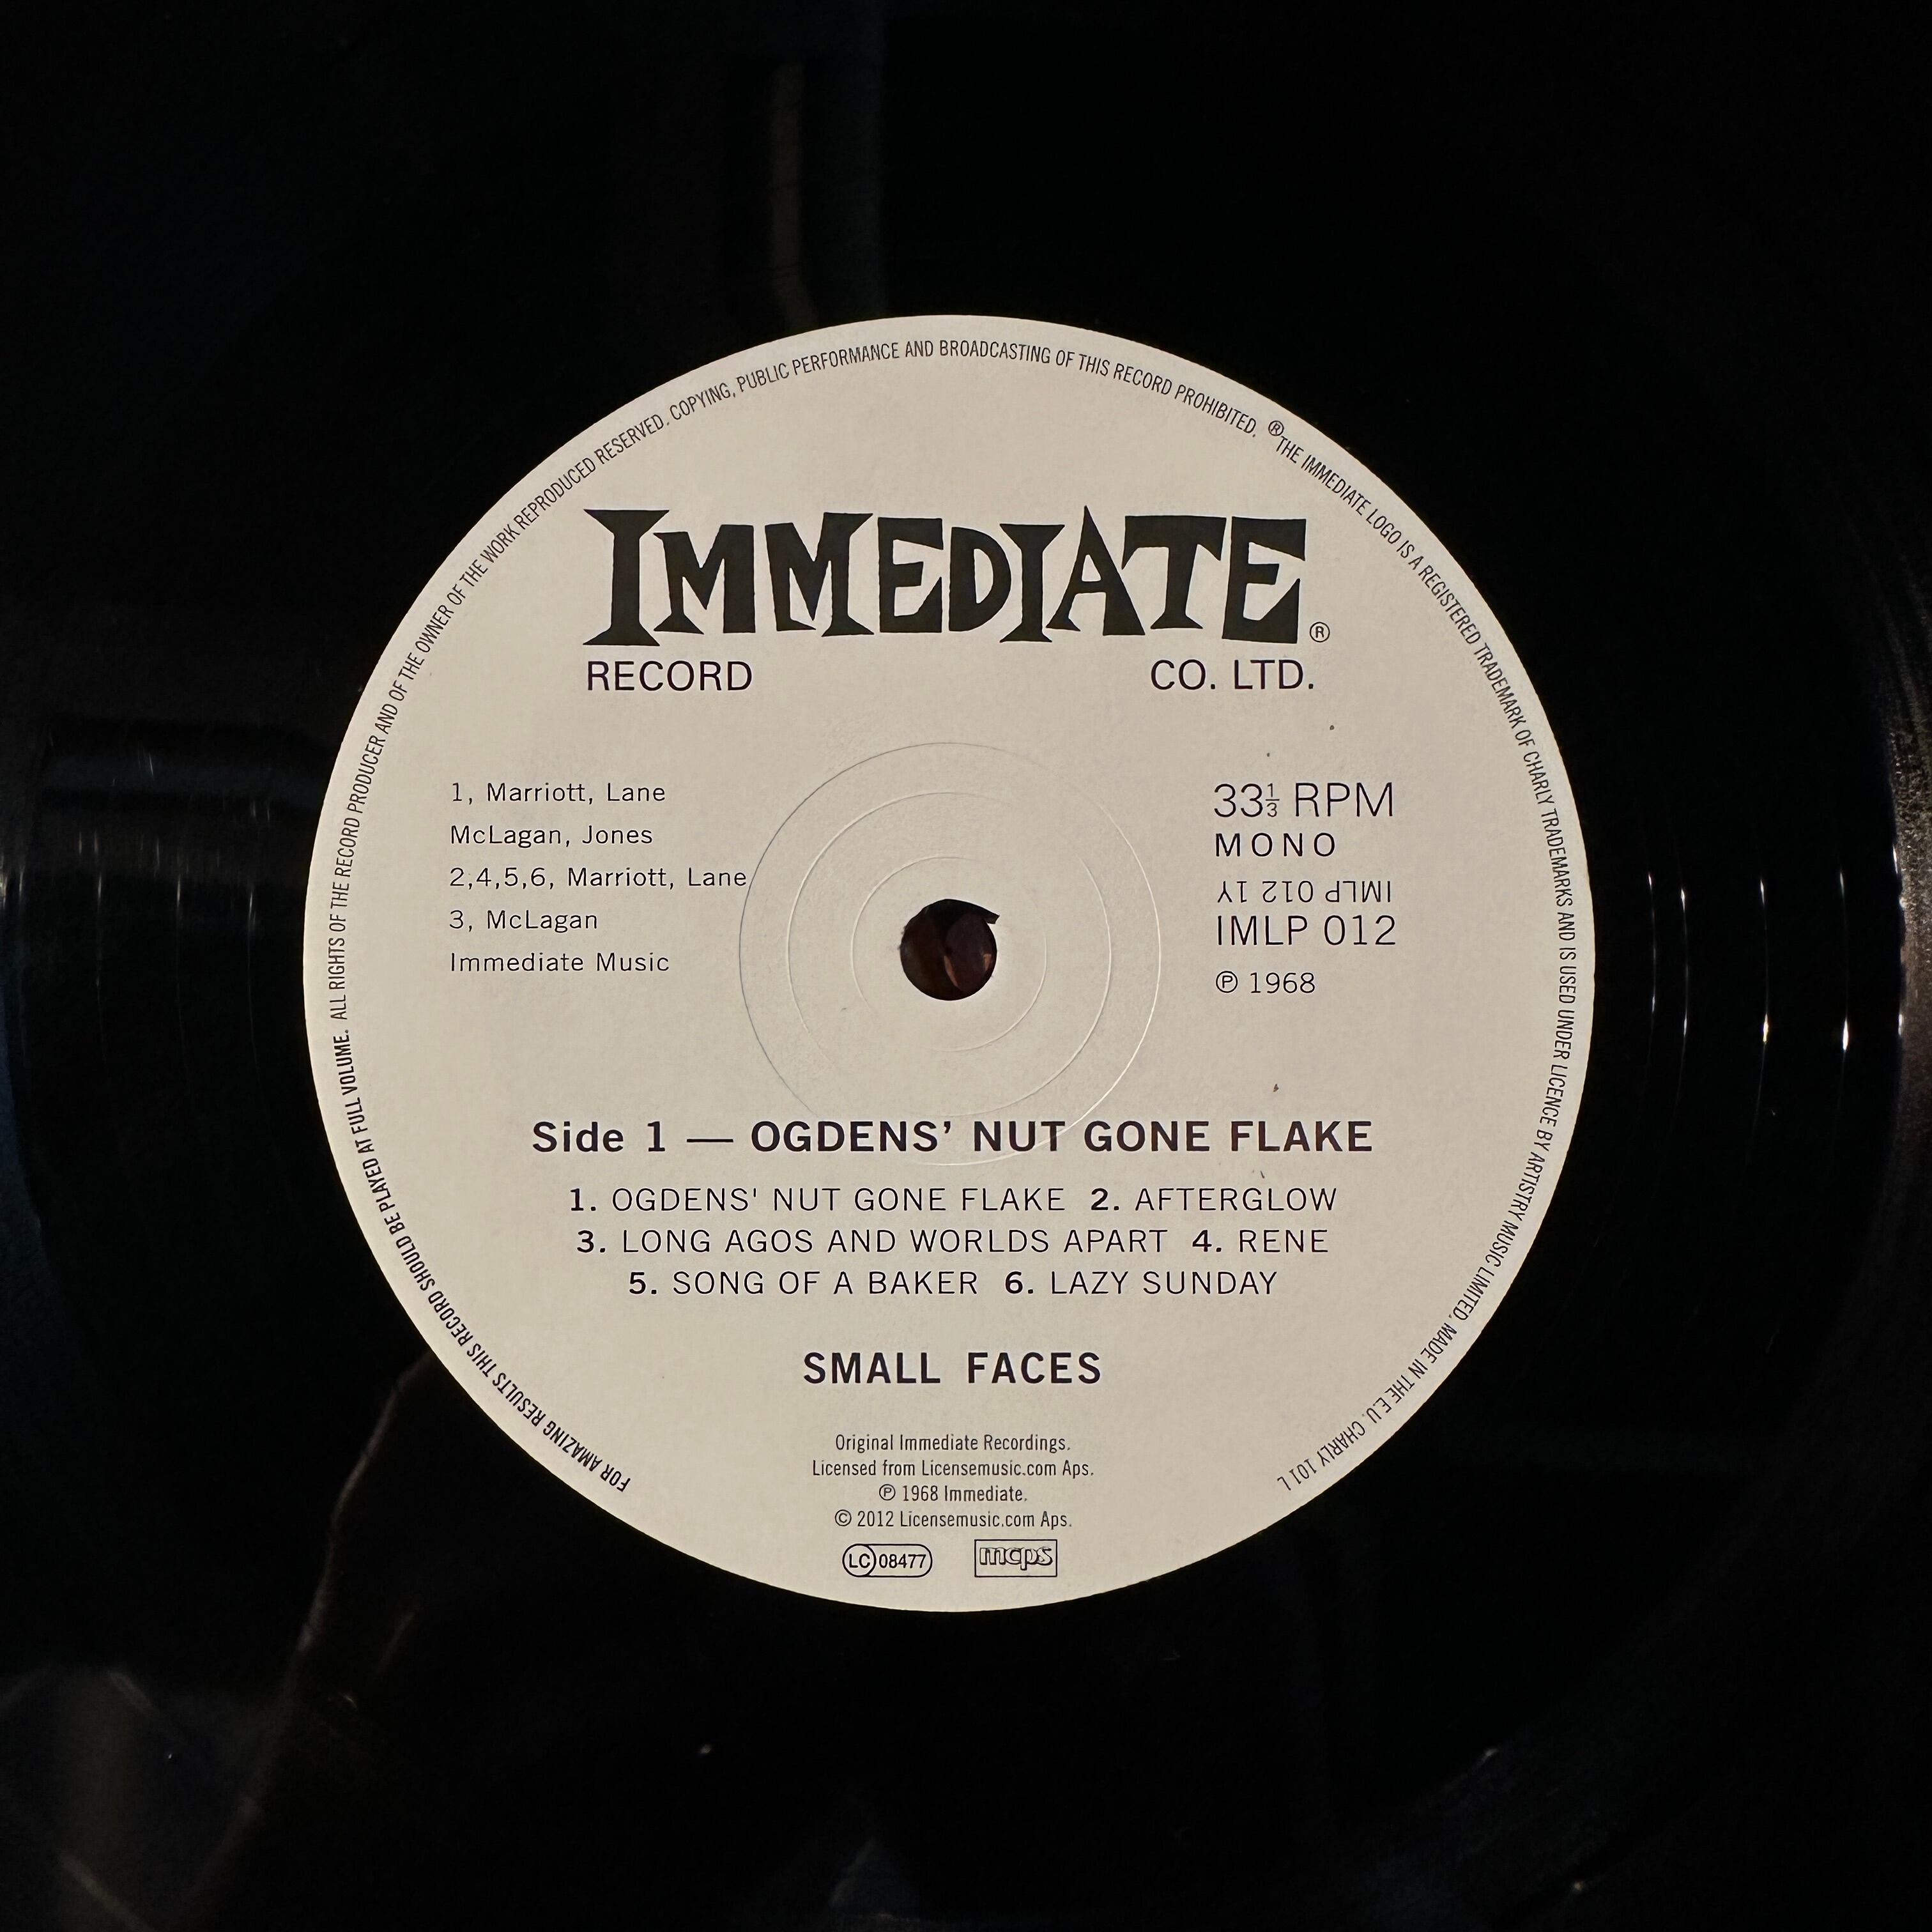 FOR AMAZING RESULTS THIS RECORD SHOULD BE PLAYED AT FULL VOLUME. ALL RIGHTS OF THE RECORD PRODUCER AND OF THE OWNER OF THE WORK REPRODUCED RESERVED. COPYING, PUBLIC PERFORMANCE AND BROADCASTING OF THIS RECORD PROHIBITED. ®THE IMMEDIATE LOGO IS A REGISTERED TRADEMARK OF CHARLY TRADEMARKS AND IS USED UNDER LICENCE BY ARTISTRY MUSIC LIMITED. MADE IN THE E.U. CHARLY 101 L
IMMEDIATE®
RECORD CO. LTD.
1, Marriott, Lane
McLagan, Jones
2,4,5,6, Marriott, Lane
3, McLagan
Immediate Music
33⅓ RPM
MONO
IMLP 012 1Y
IMLP 012
℗ 1968
Side 1 — OGDENS’ NUT GONE FLAKE
1. OGDENS' NUT GONE FLAKE 2. AFTERGLOW
3. LONG AGOS AND WORLDS APART 4. RENE
5. SONG OF A BAKER 6. LAZY SUNDAY
SMALL FACES
Original Immediate Recordings.
Licensed from Licensemusic.com Aps.
℗ 1968 Immediate.
© 2012 Licensemusic.com Aps.
LC 08477 mcps